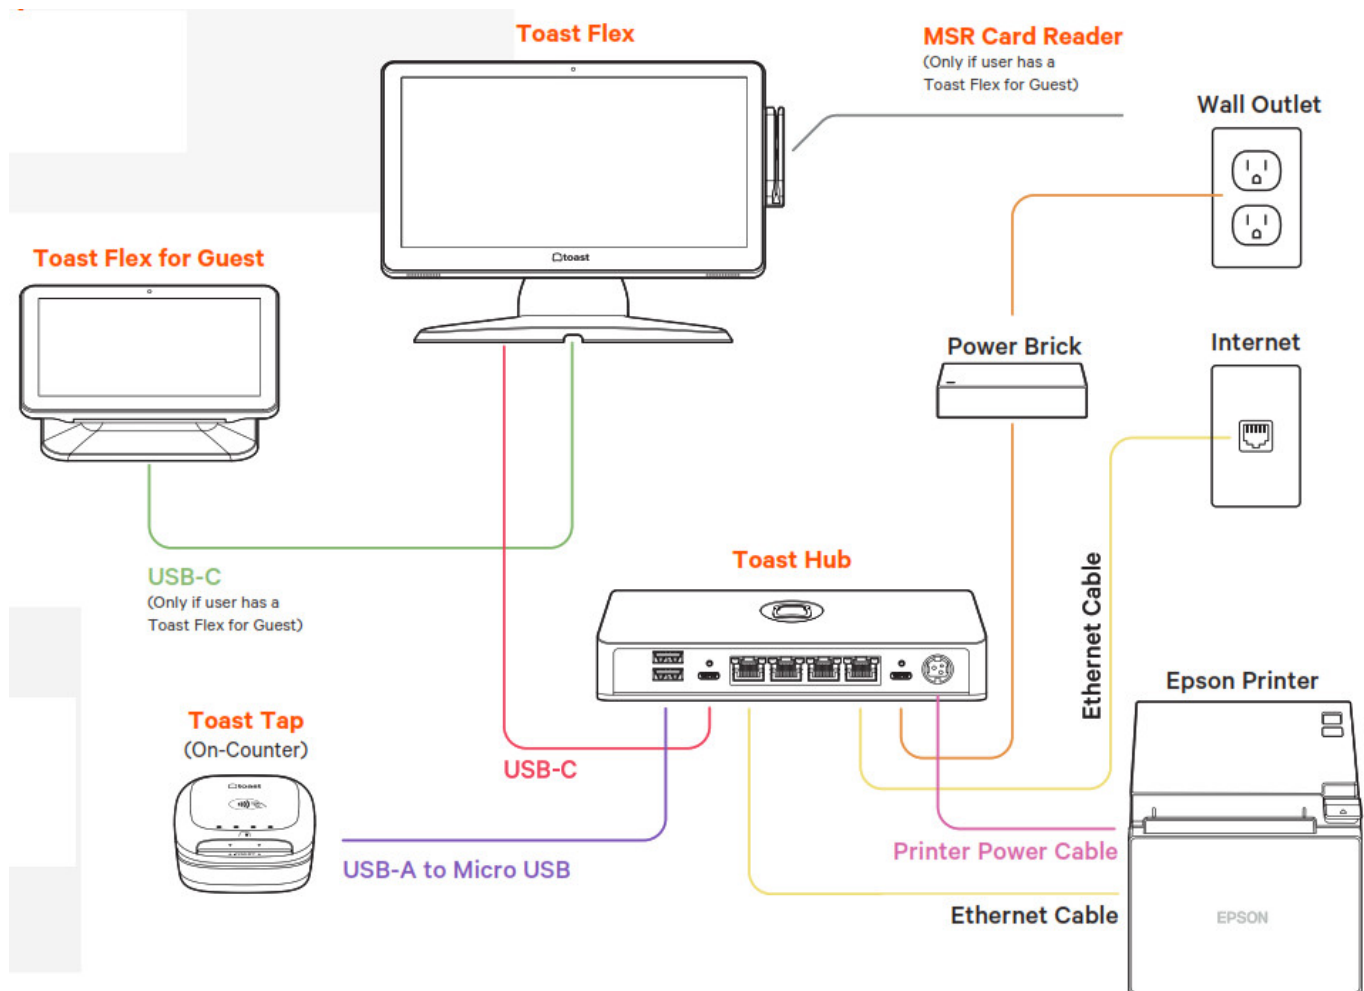 Toast Flex
MSR Card Reader
(Only if user has a
Toast Flex for Guest)
Wall Outlet
toast
Toast Flex for Guest
Power Brick
Internet
USB-C
(Only if user has a
Toast Flex for Guest)
Toast Hub
Ethernet Cable
Epson Printer
Toast Tap
(On-Counter)
toast
USB-C
USB-A to Micro USB
Printer Power Cable
Ethernet Cable
EPSON